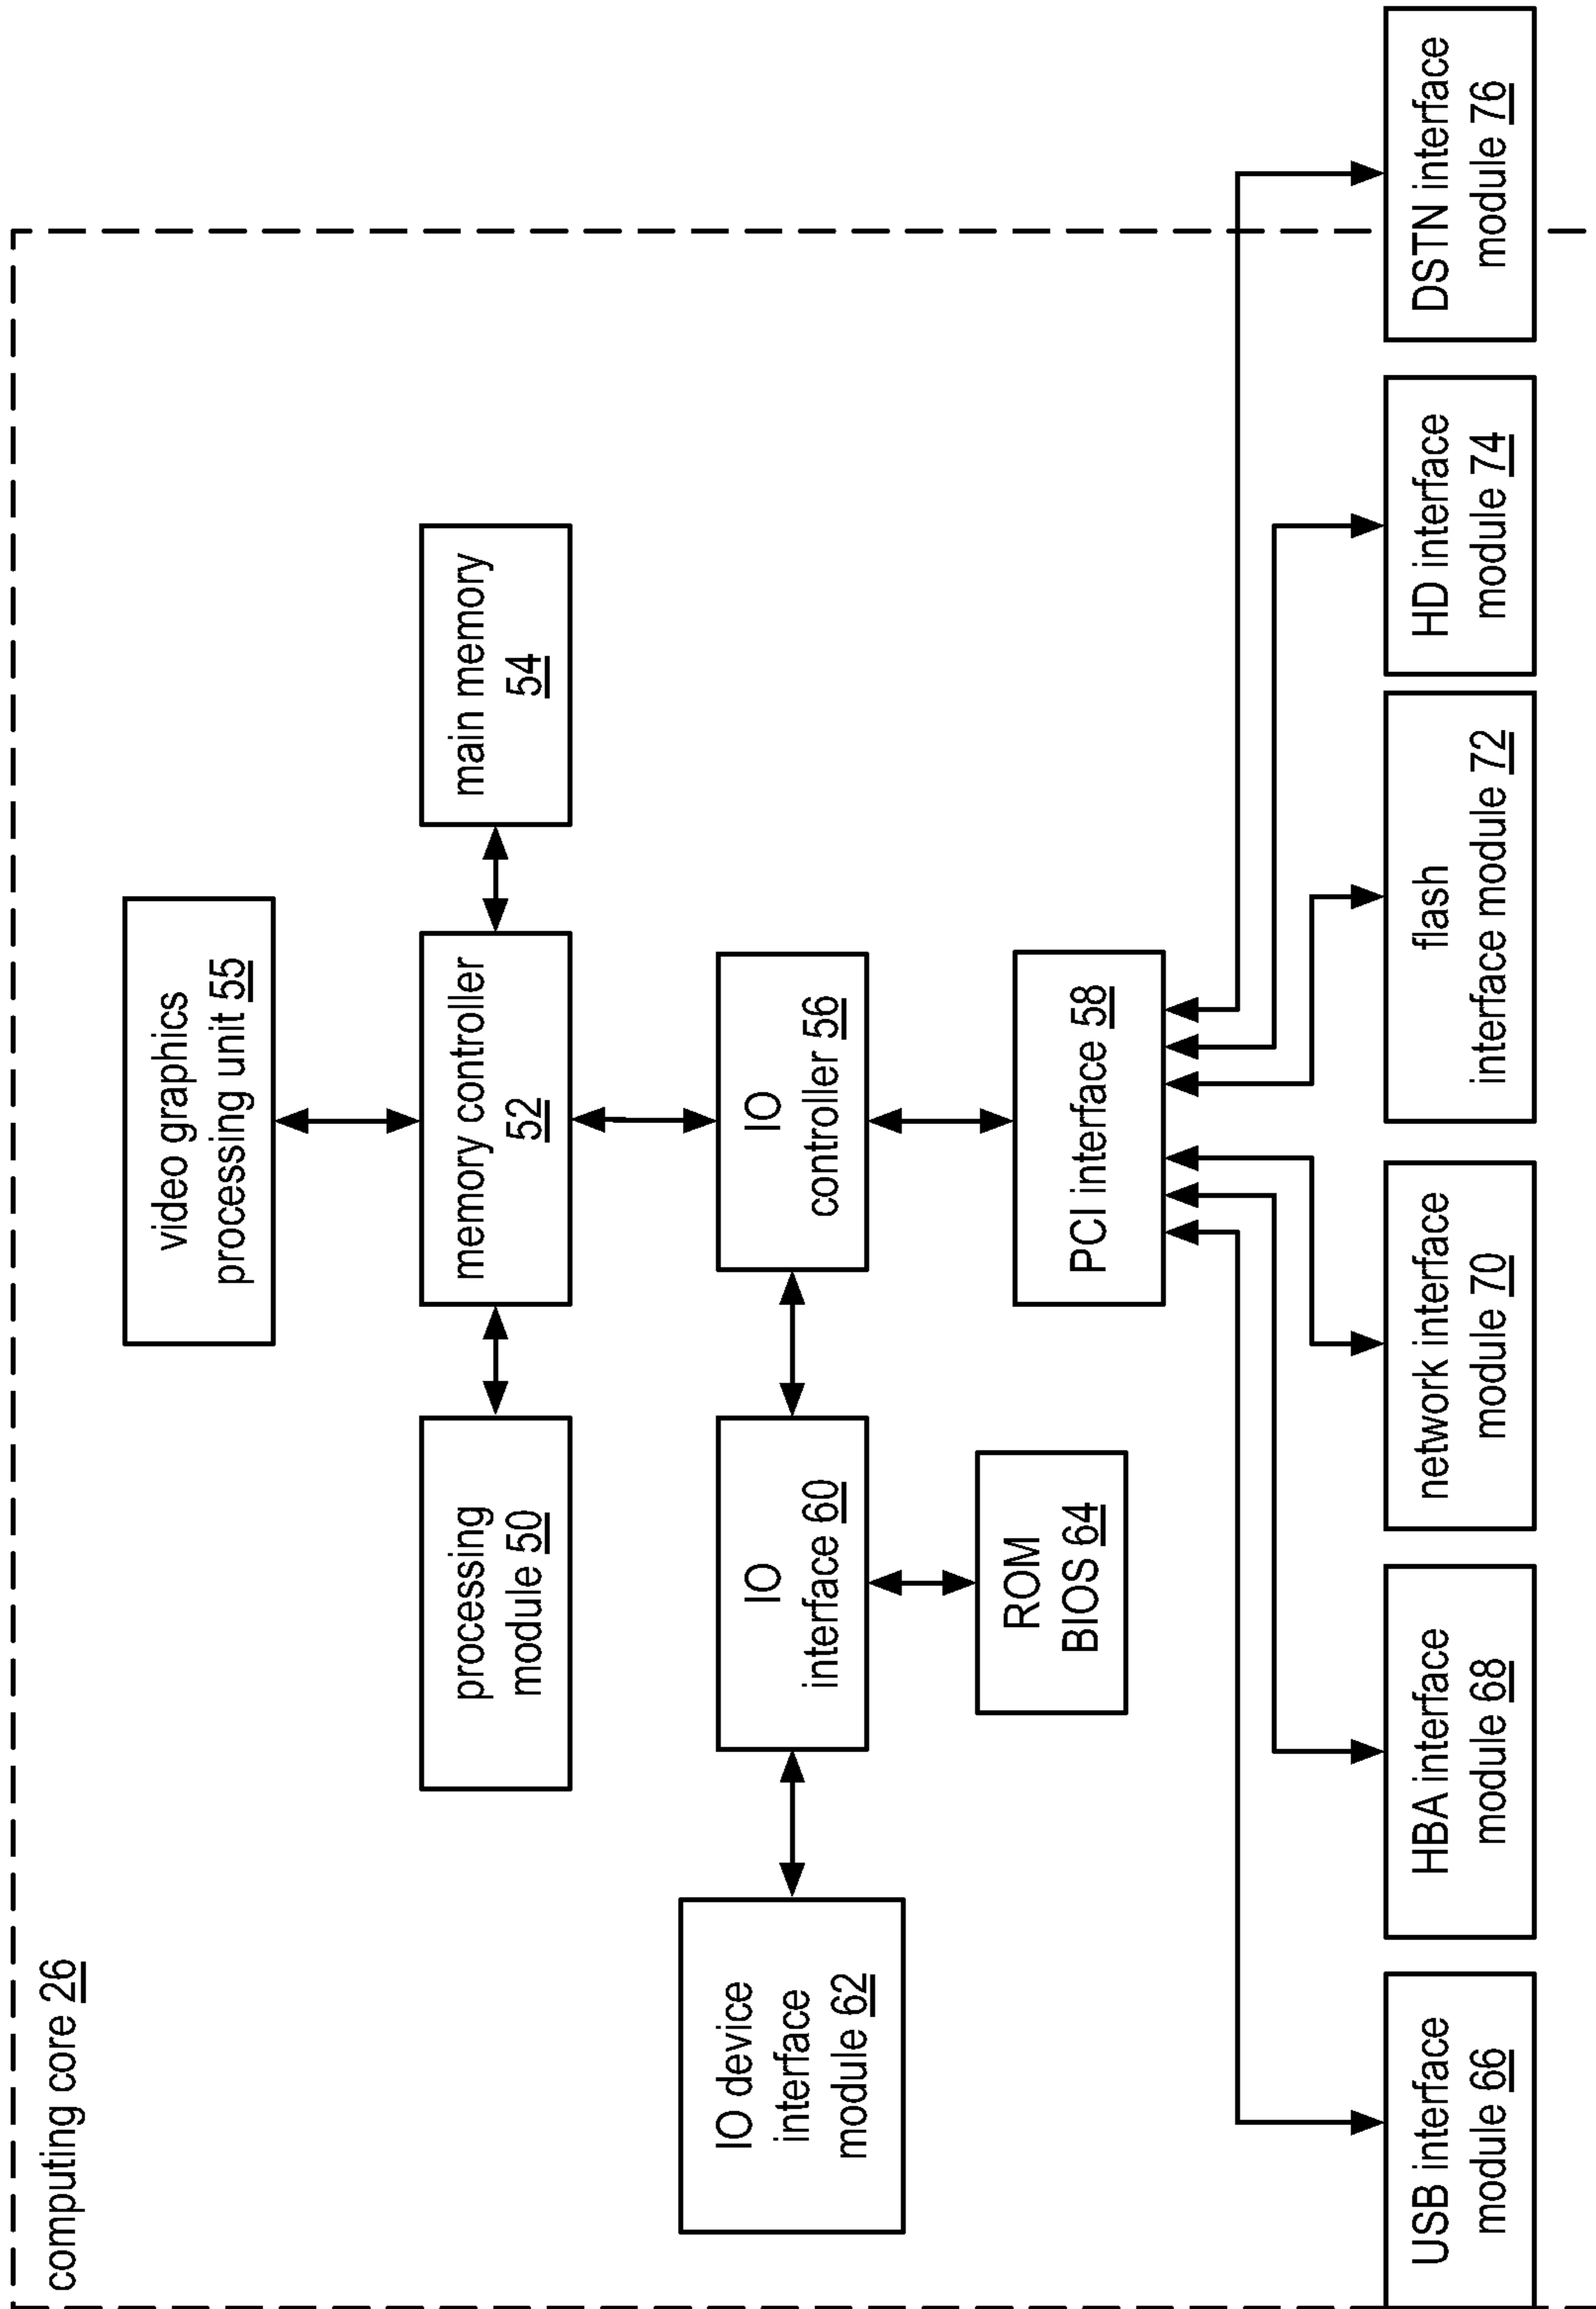 computing core 26
video graphics
processing unit 55
processing
module 50
memory controller
52
main memory
54
IO device
interface
module 62
IO
interface 60
IO
controller 56
ROM
BIOS 64
PCI interface 58
USB interface
module 66
HBA interface
module 68
network interface
module 70
flash
interface module 72
HD interface
module 74
DSTN interface
module 76